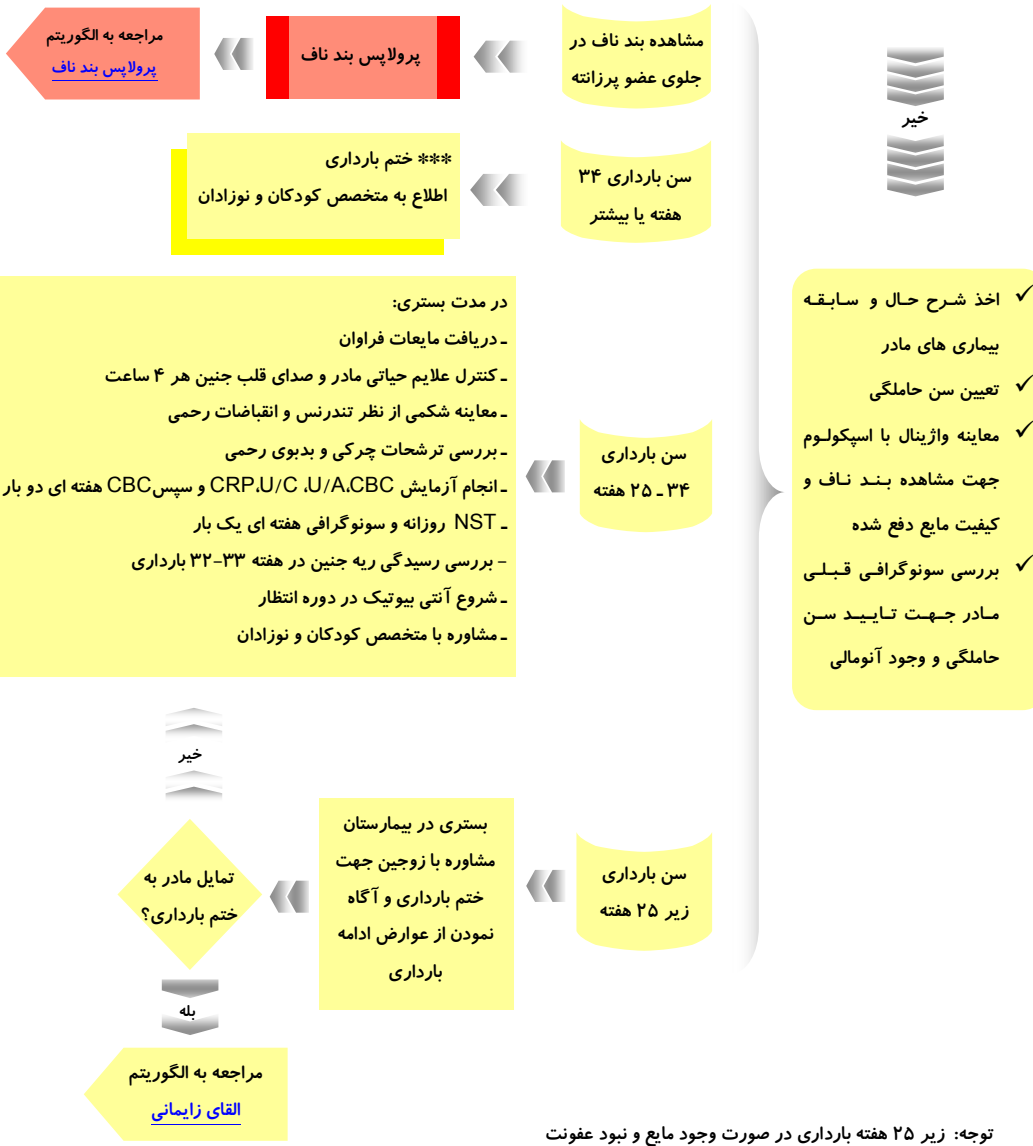 خیر
✓ اخذ شرح حال و سابقه
بیماری های مادر
✓ تعیین سن حاملگی
✓ معاینه واژینال با اسپکولوم
جهت مشاهده بند ناف و
کیفیت مایع دفع شده
✓ بررسی سونوگرافی قبلی
مادر جهت تایید سن
حاملگی و وجود آنومالی
مشاهده بند ناف در
جلوی عضو پرزانته
پرولاپس بند ناف
مراجعه به الگوریتم
پرولاپس بند ناف
سن بارداری ۳۴
هفته یا بیشتر
*** ختم بارداری
اطلاع به متخصص کودکان و نوزادان
سن بارداری
۳۴ ـ ۲۵ هفته
در مدت بستری:
ـ دریافت مایعات فراوان
ـ کنترل علایم حیاتی مادر و صدای قلب جنین هر ۴ ساعت
ـ معاینه شکمی از نظر تندرنس و انقباضات رحمی
ـ بررسی ترشحات چرکی و بدبوی رحمی
ـ انجام آزمایش CRP،U/C ،U/A،CBC و سپسCBC هفته ای دو بار
ـ NST روزانه و سونوگرافی هفته ای یک بار
- بررسی رسیدگی ریه جنین در هفته ۳۳-۳۲ بارداری
ـ شروع آنتی بیوتیک در دوره انتظار
ـ مشاوره با متخصص کودکان و نوزادان
سن بارداری
زیر ۲۵ هفته
بستری در بیمارستان
مشاوره با زوجین جهت
ختم بارداری و آگاه
نمودن از عوارض ادامه
بارداری
تمایل مادر به
ختم بارداری؟
خیر
بله
مراجعه به الگوریتم
القای زایمانی
توجه: زیر ۲۵ هفته بارداری در صورت وجود مایع و نبود عفونت